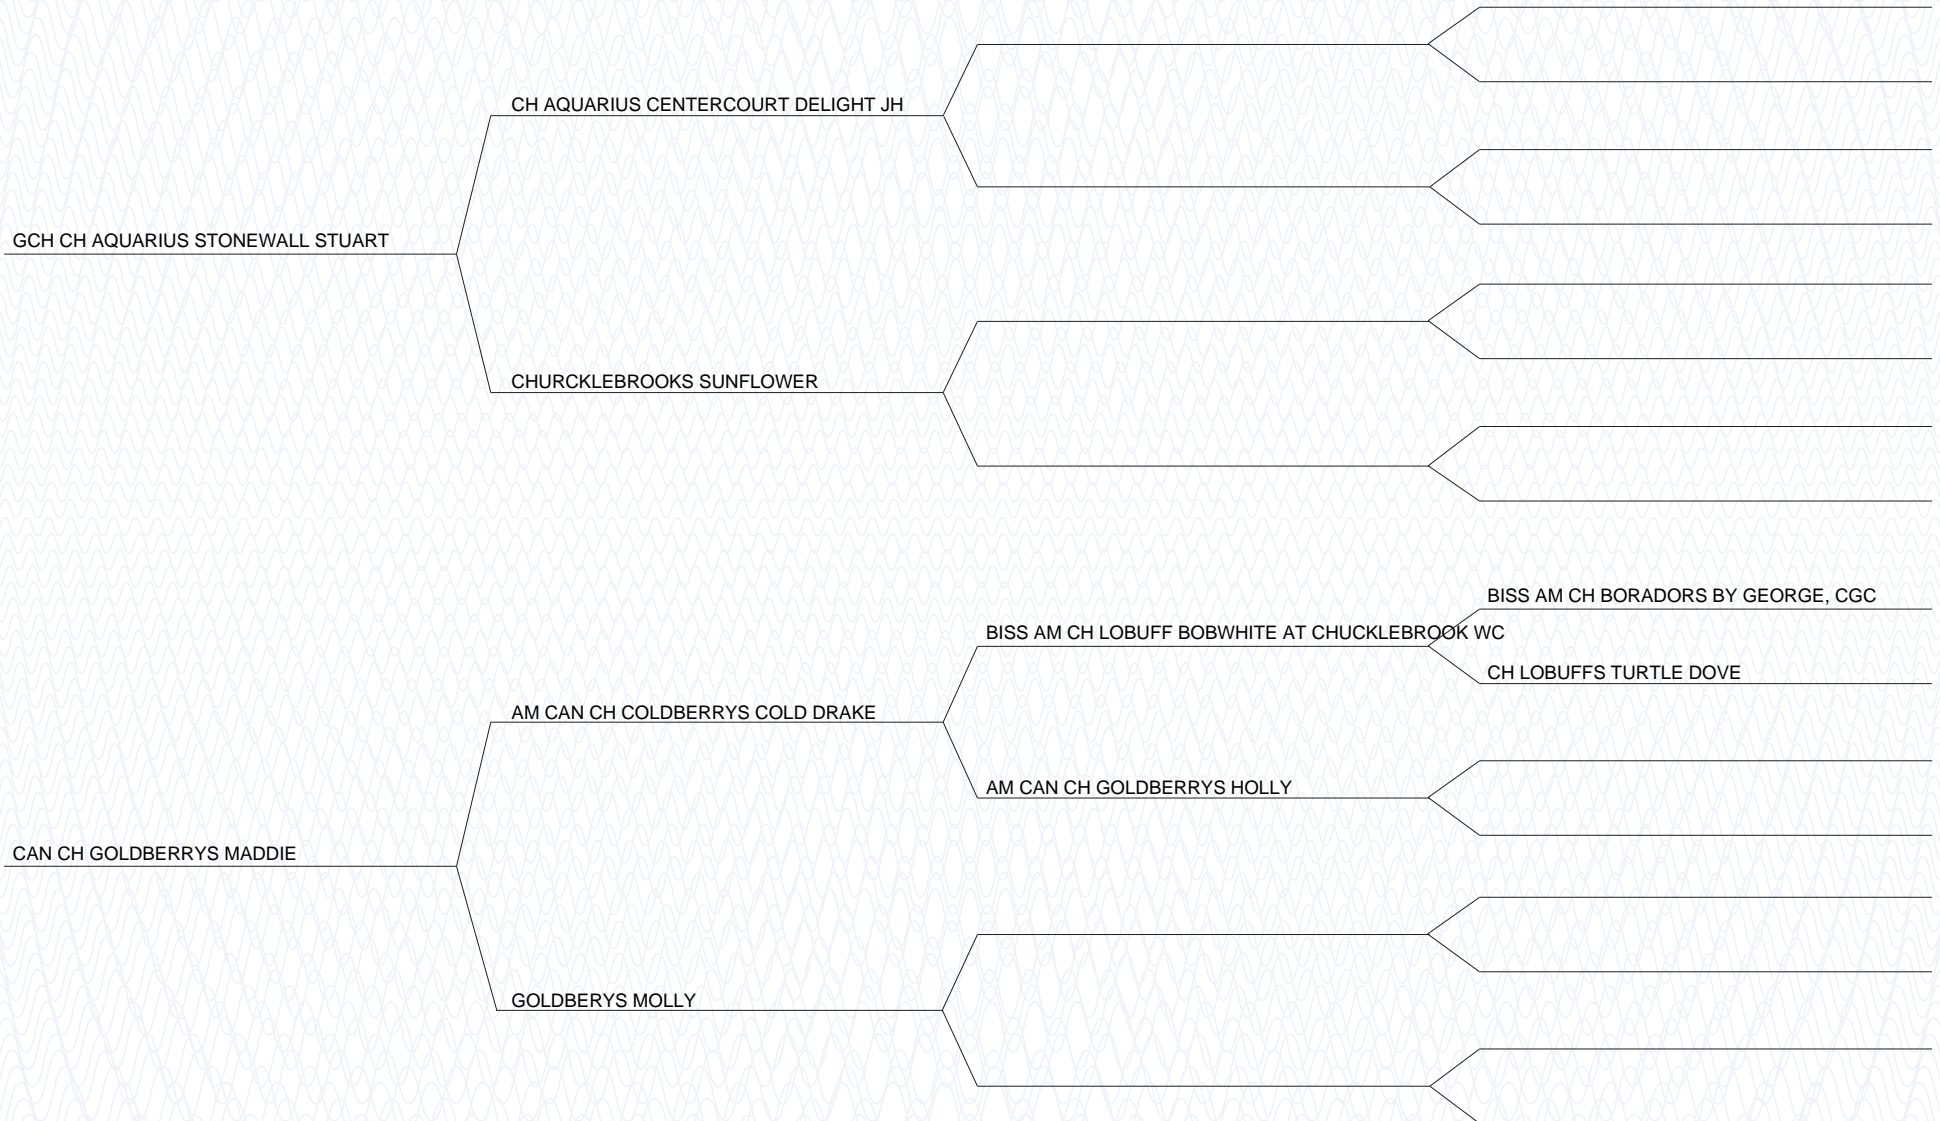 CH AQUARIUS CENTERCOURT DELIGHT JH
GCH CH AQUARIUS STONEWALL STUART
CHURCKLEBROOKS SUNFLOWER
BISS AM CH BORADORS BY GEORGE, CGC
BISS AM CH LOBUFF BOBWHITE AT CHUCKLEBROOK WC
CH LOBUFFS TURTLE DOVE
AM CAN CH COLDBERRYS COLD DRAKE
AM CAN CH GOLDBERRYS HOLLY
CAN CH GOLDBERRYS MADDIE
GOLDBERYS MOLLY